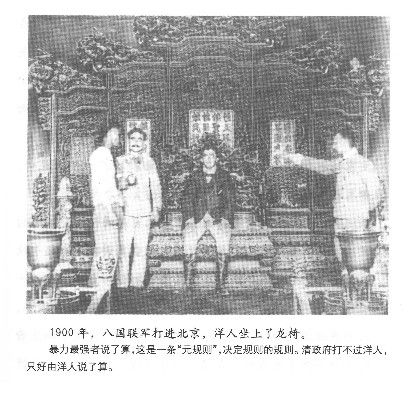 1900 年，八国联军打进北京，洋人坐上了龙椅。
暴力最强者说了算，这是一条“元规则”，决定规则的规则。清政府打不过洋人，
只好由洋人说了算。